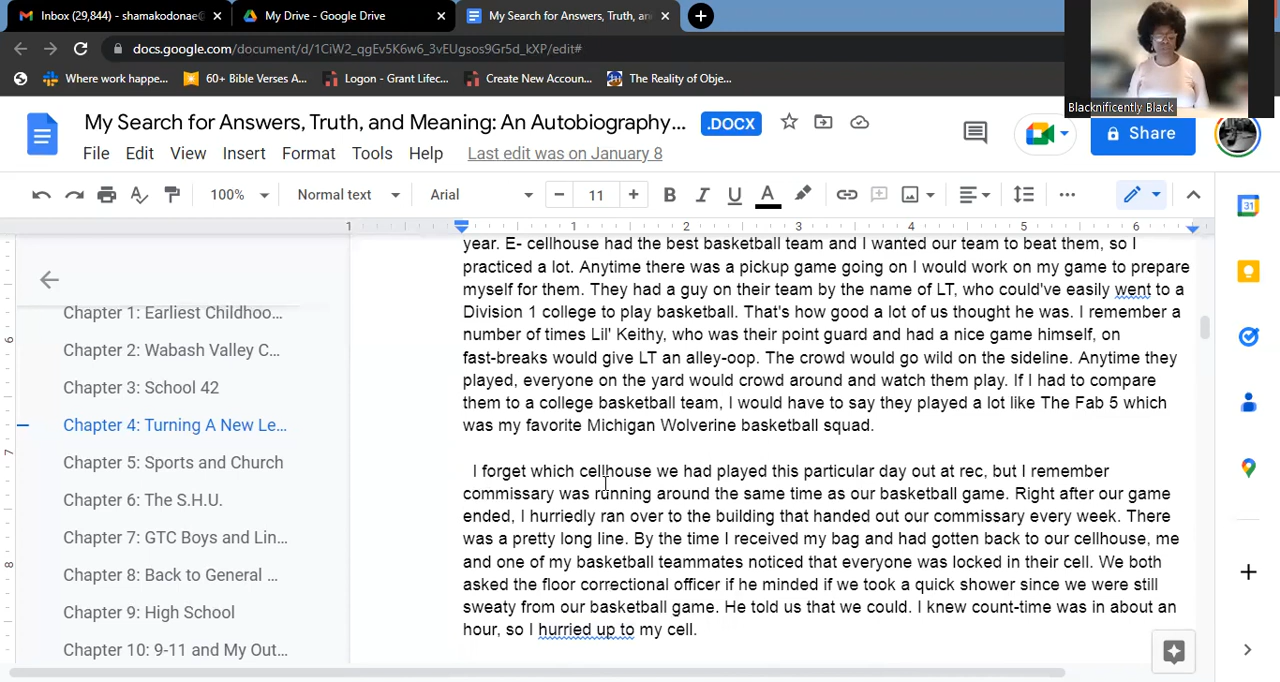 Inbox (29,844) - shamakodonae@
My Drive - Google Drive
My Search for Answers, Truth, an
docs.google.com/document/d/1CiW2_qgEv5K6w6_3vEUgsos9Gr5d_kXP/edit#
Where work happe...
60+ Bible Verses A...
Logon - Grant Lifec...
Create New Accoun...
The Reality of Obje...
Blacknificently Black
My Search for Answers, Truth, and Meaning: An Autobiography...
.DOCX
Share
File Edit View Insert Format Tools Help Last edit was on January 8
100% Normal text Arial 11 B I U A
1 1 2 3 4 5 6
Chapter 1: Earliest Childhoo...
Chapter 2: Wabash Valley C...
Chapter 3: School 42
Chapter 4: Turning A New Le...
Chapter 5: Sports and Church
Chapter 6: The S.H.U.
Chapter 7: GTC Boys and Lin...
Chapter 8: Back to General ...
Chapter 9: High School
Chapter 10: 9-11 and My Out...
6
7
8
year. E- cellhouse had the best basketball team and I wanted our team to beat them, so I
practiced a lot. Anytime there was a pickup game going on I would work on my game to prepare
myself for them. They had a guy on their team by the name of LT, who could've easily went to a
Division 1 college to play basketball. That's how good a lot of us thought he was. I remember a
number of times Lil' Keithy, who was their point guard and had a nice game himself, on
fast-breaks would give LT an alley-oop. The crowd would go wild on the sideline. Anytime they
played, everyone on the yard would crowd around and watch them play. If I had to compare
them to a college basketball team, I would have to say they played a lot like The Fab 5 which
was my favorite Michigan Wolverine basketball squad.
I forget which cellhouse we had played this particular day out at rec, but I remember
commissary was running around the same time as our basketball game. Right after our game
ended, I hurriedly ran over to the building that handed out our commissary every week. There
was a pretty long line. By the time I received my bag and had gotten back to our cellhouse, me
and one of my basketball teammates noticed that everyone was locked in their cell. We both
asked the floor correctional officer if he minded if we took a quick shower since we were still
sweaty from our basketball game. He told us that we could. I knew count-time was in about an
hour, so I hurried up to my cell.
31